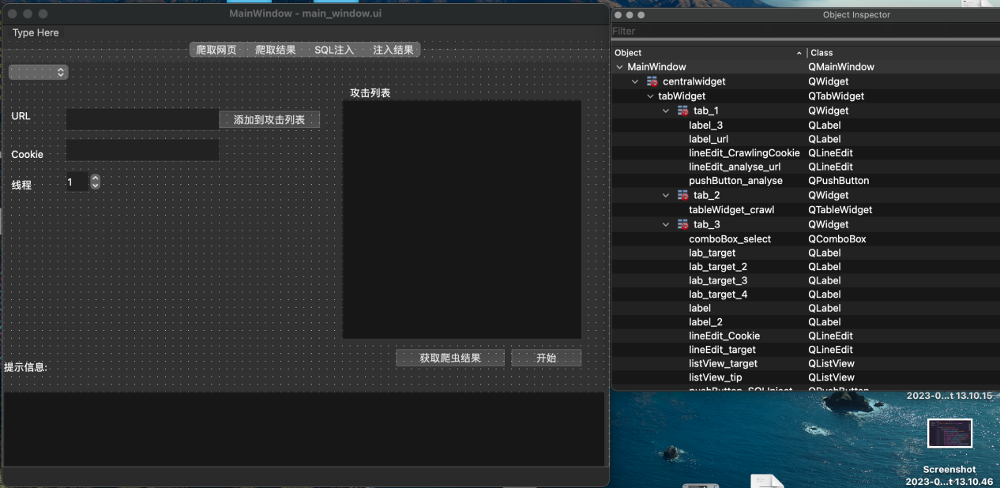 MainWindow - main_window.ui
Type Here
爬取网页 爬取结果 SQL注入 注入结果
攻击列表
URL
添加到攻击列表
Cookie
线程
1
获取爬虫结果 开始
提示信息:
Object Inspector
Filter
Object Class
MainWindow QMainWindow
centralwidget QWidget
tabWidget QTabWidget
tab_1 QWidget
label_3 QLabel
label_url QLabel
lineEdit_CrawlingCookie QLineEdit
lineEdit_analyse_url QLineEdit
pushButton_analyse QPushButton
tab_2 QWidget
tableWidget_crawl QTableWidget
tab_3 QWidget
comboBox_select QComboBox
lab_target QLabel
lab_target_2 QLabel
lab_target_3 QLabel
lab_target_4 QLabel
label QLabel
label_2 QLabel
lineEdit_Cookie QLineEdit
lineEdit_target QLineEdit
listView_target QListView
listView_tip QListView
pushButton_SQLInject QPushButton
2023-0...t 13.10.15
Screenshot
2023-0...t 13.10.46